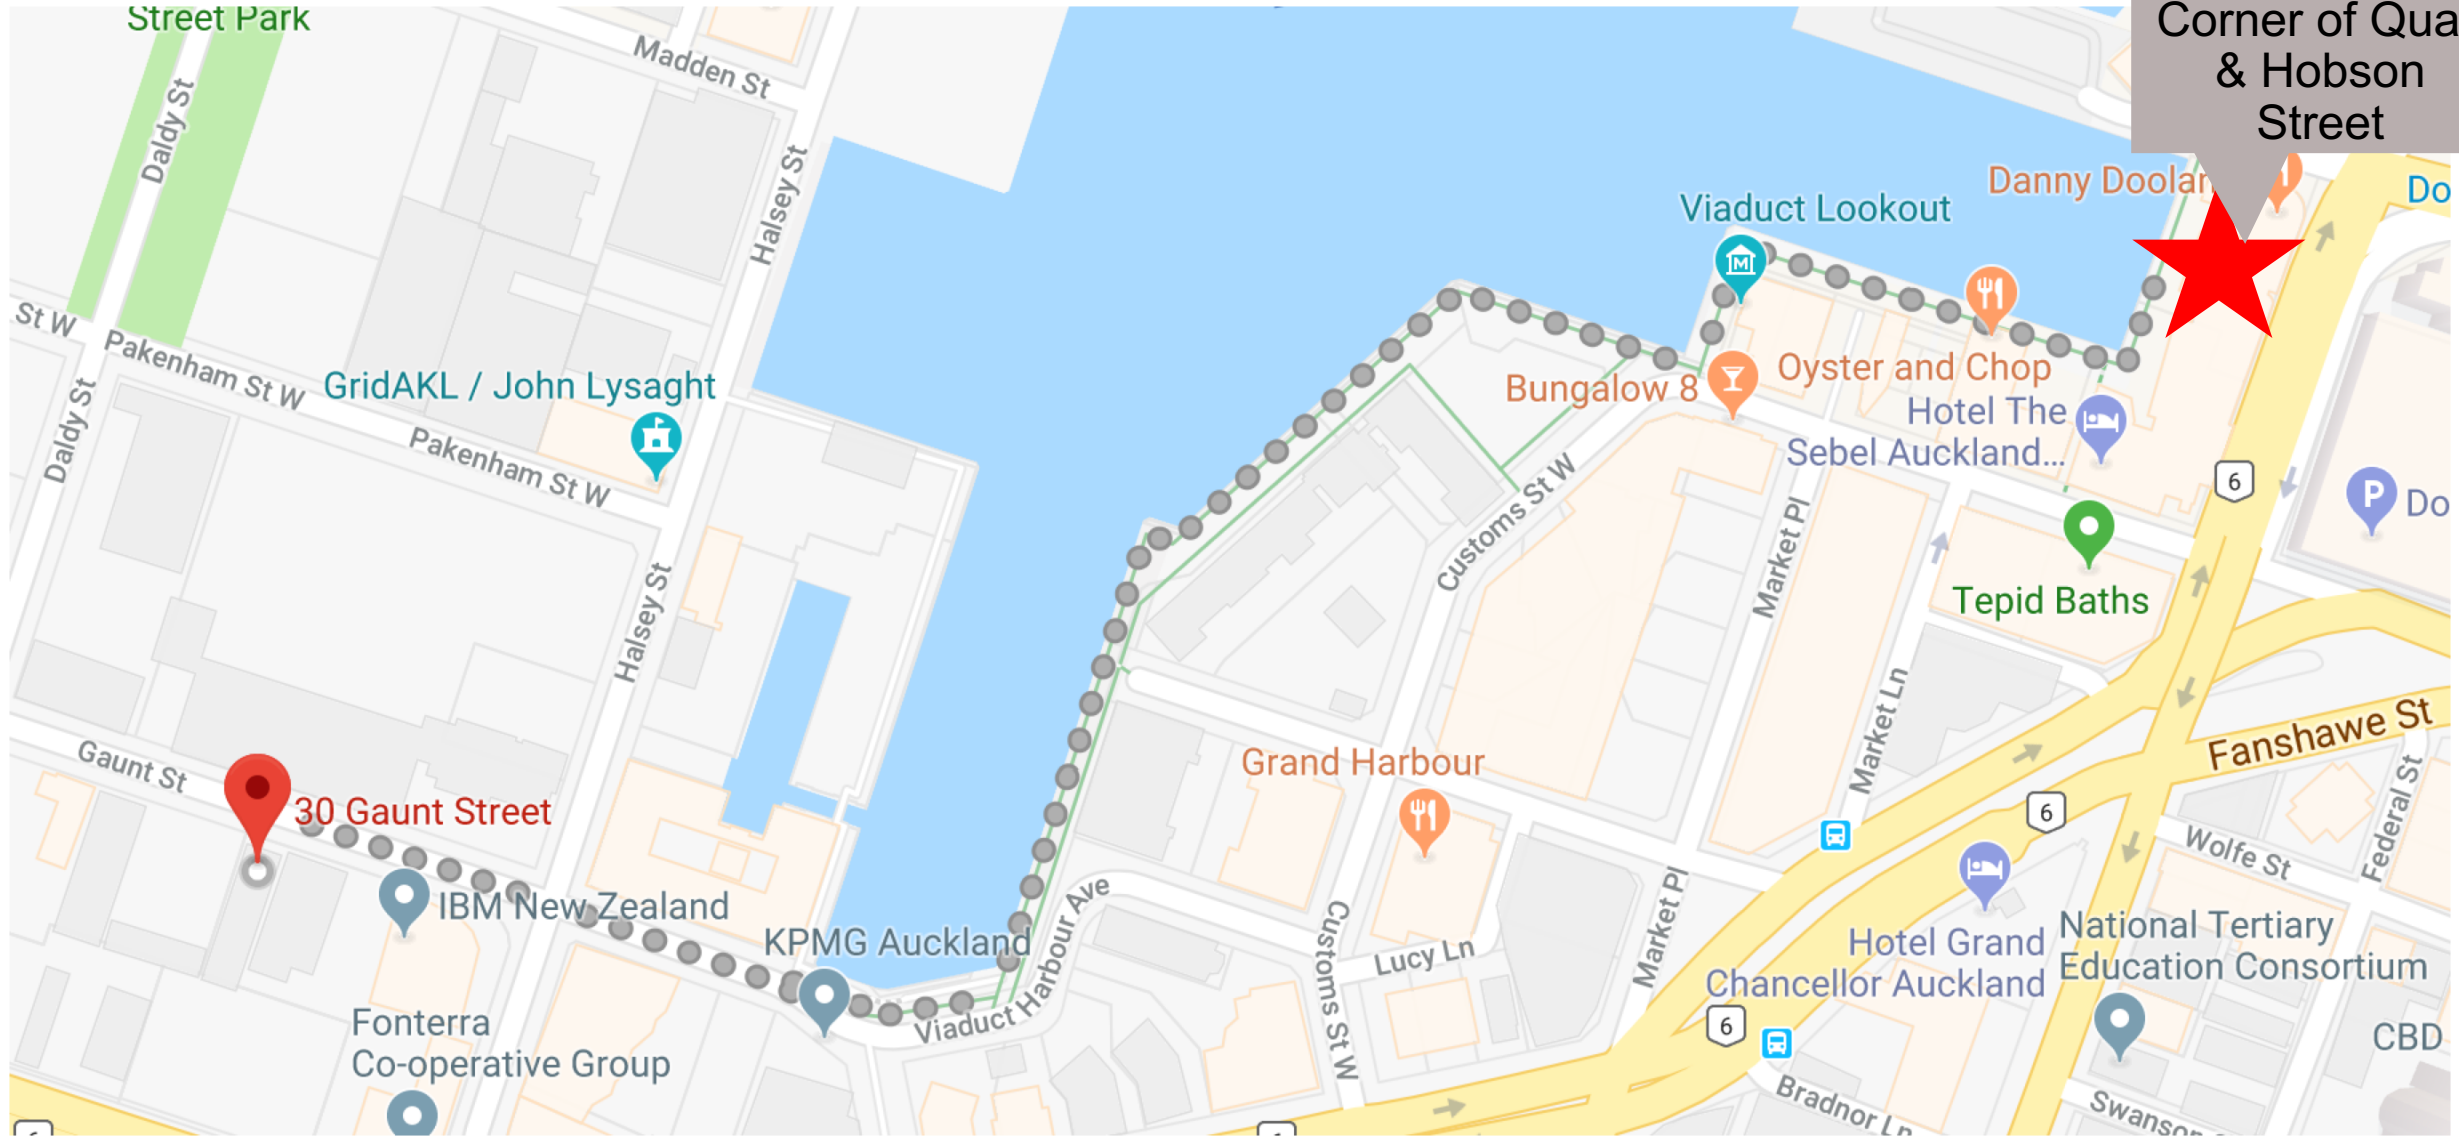 Street Park
Madden St
Corner of Qua
& Hobson
Street
Daldy St
Halsey St
Danny Doolan
Do
Viaduct Lookout
St W
Pakenham St W
GridAKL / John Lysaght
Pakenham St W
Daldy St
Bungalow 8
Oyster and Chop
Hotel The
Sebel Auckland...
6
P
Do
Customs St W
Market Pl
Tepid Baths
Halsey St
Market Ln
Fanshawe St
Gaunt St
30 Gaunt Street
Grand Harbour
6
Wolfe St
Federal St
IBM New Zealand
KPMG Auckland
Viaduct Harbour Ave
Customs St W
Lucy Ln
Market Pl
Hotel Grand
Chancellor Auckland
National Tertiary
Education Consortium
Fonterra
Co-operative Group
6
CBD
Bradnor Ln
Swanson